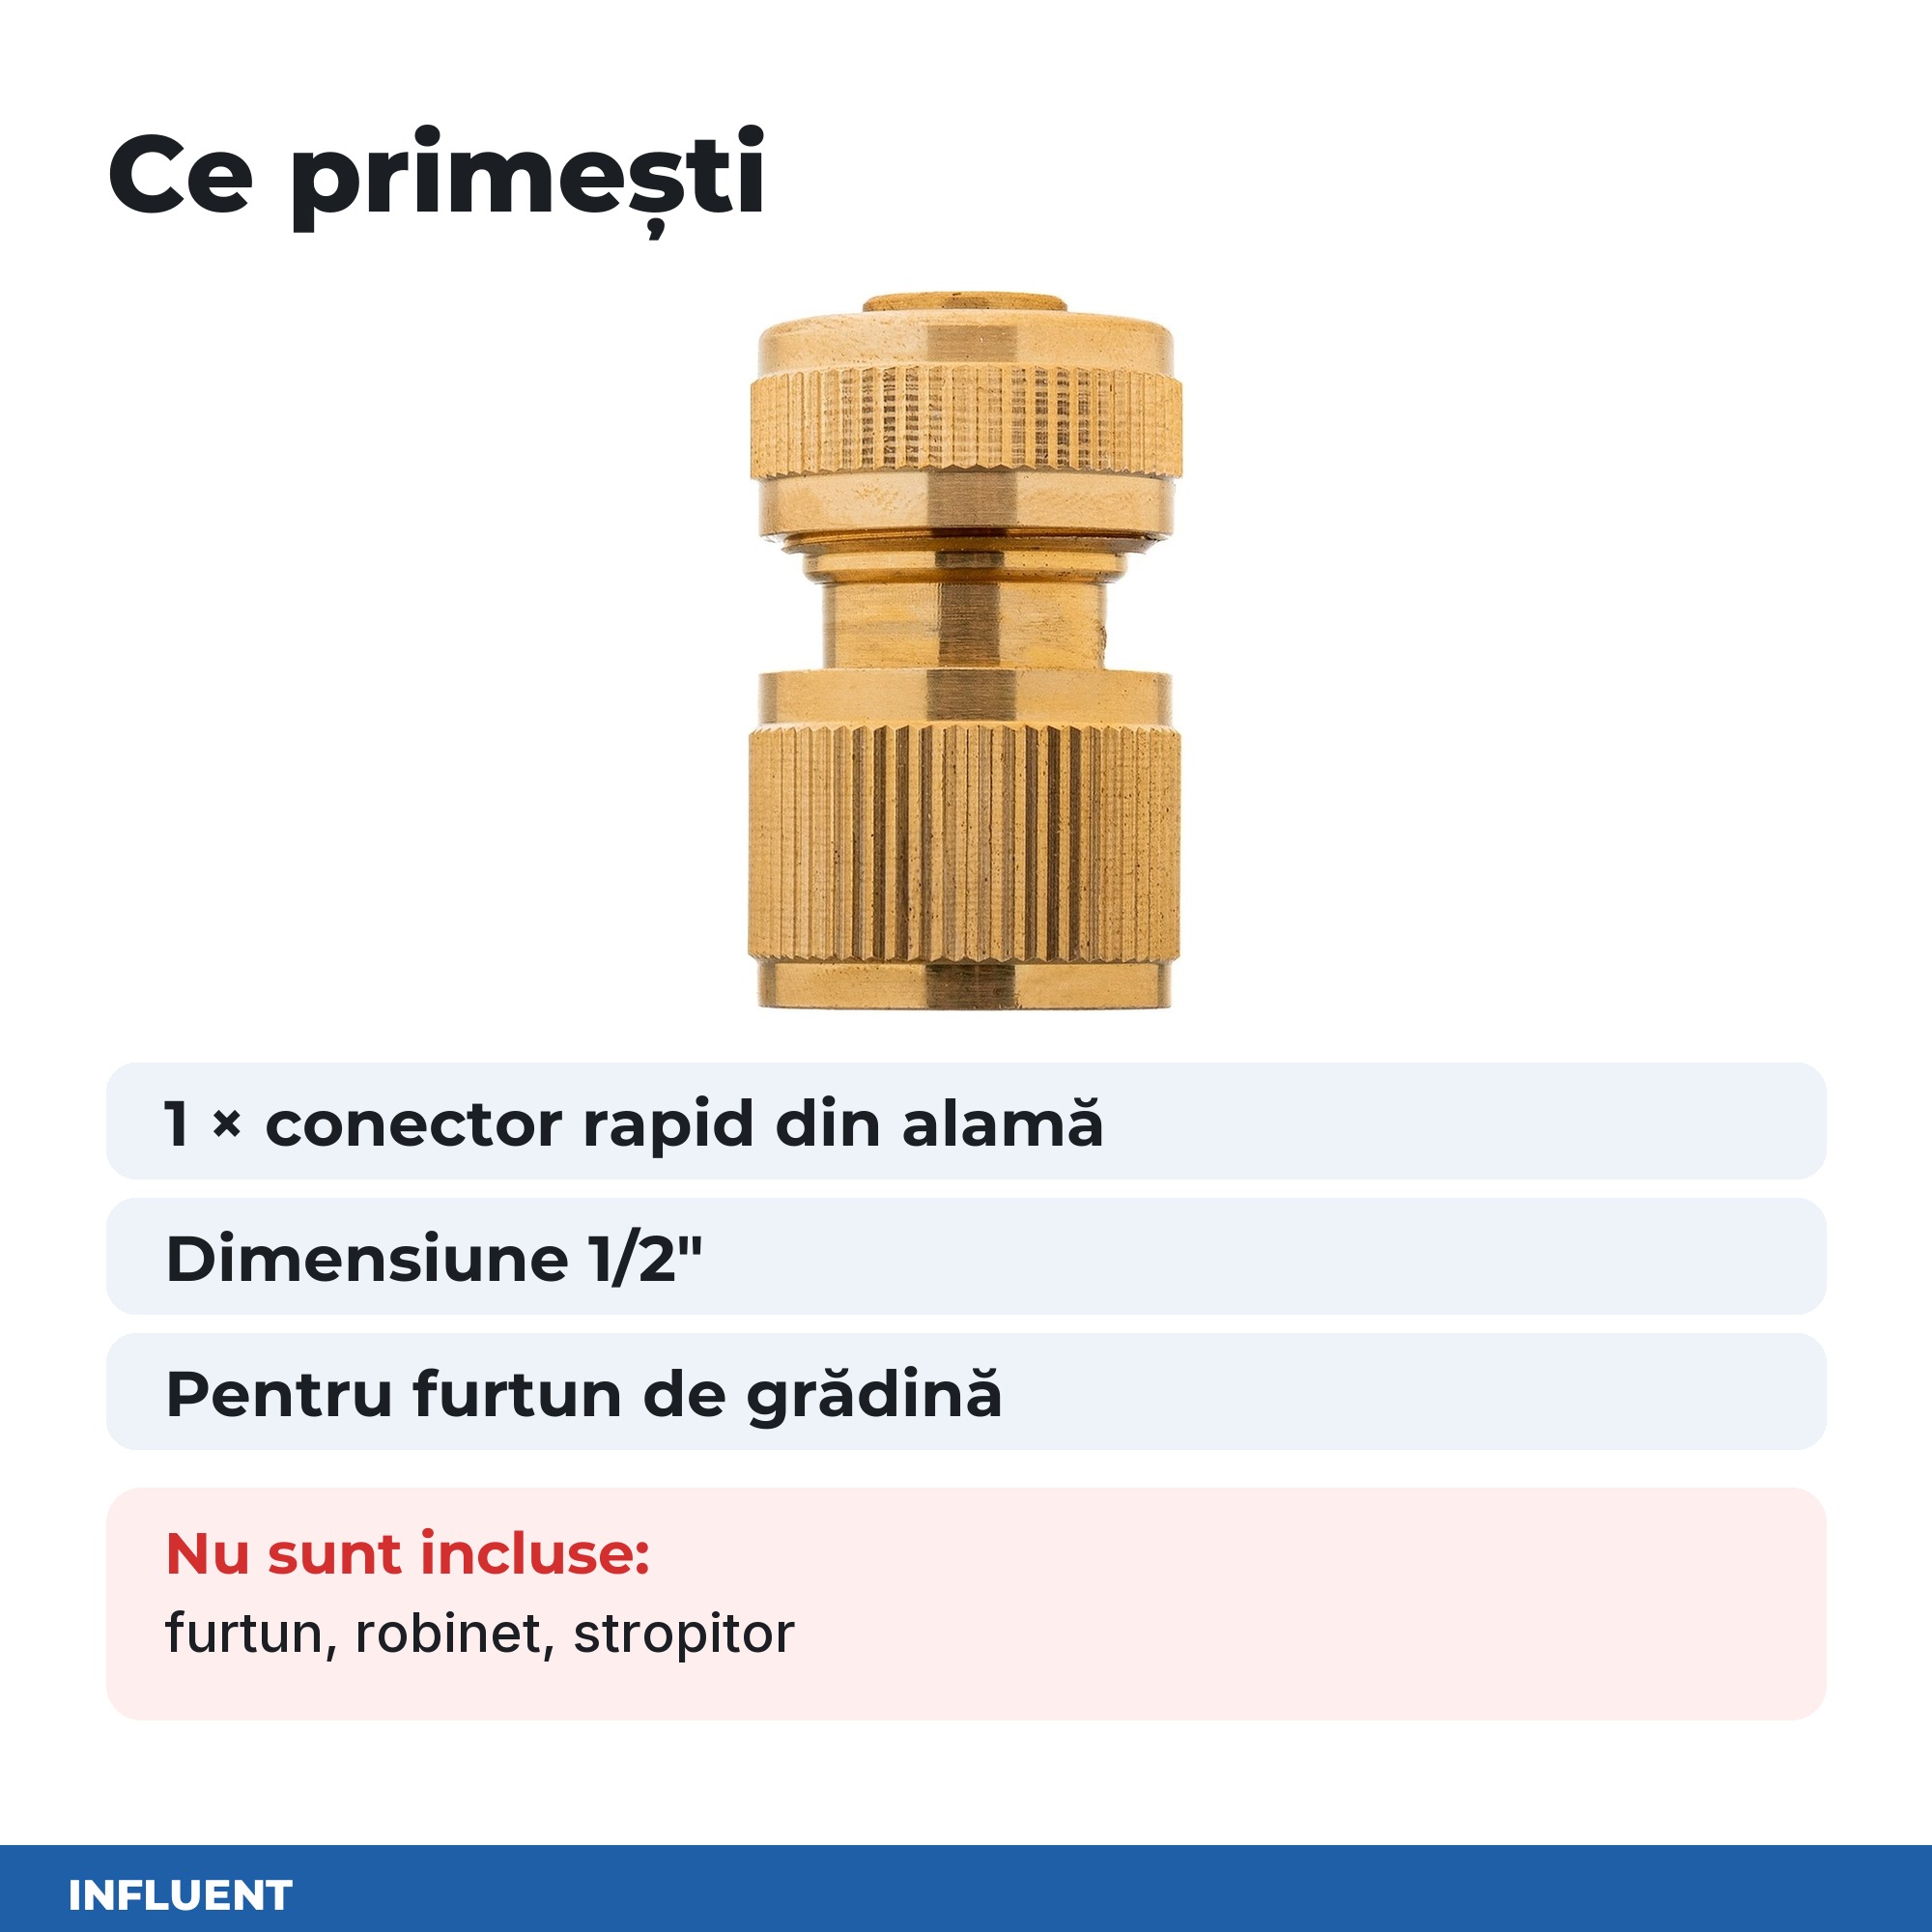 Ce primești
1 × conector rapid din alamă
Dimensiune 1/2"
Pentru furtun de grădină
Nu sunt incluse:
furtun, robinet, stropitor
INFLUENT